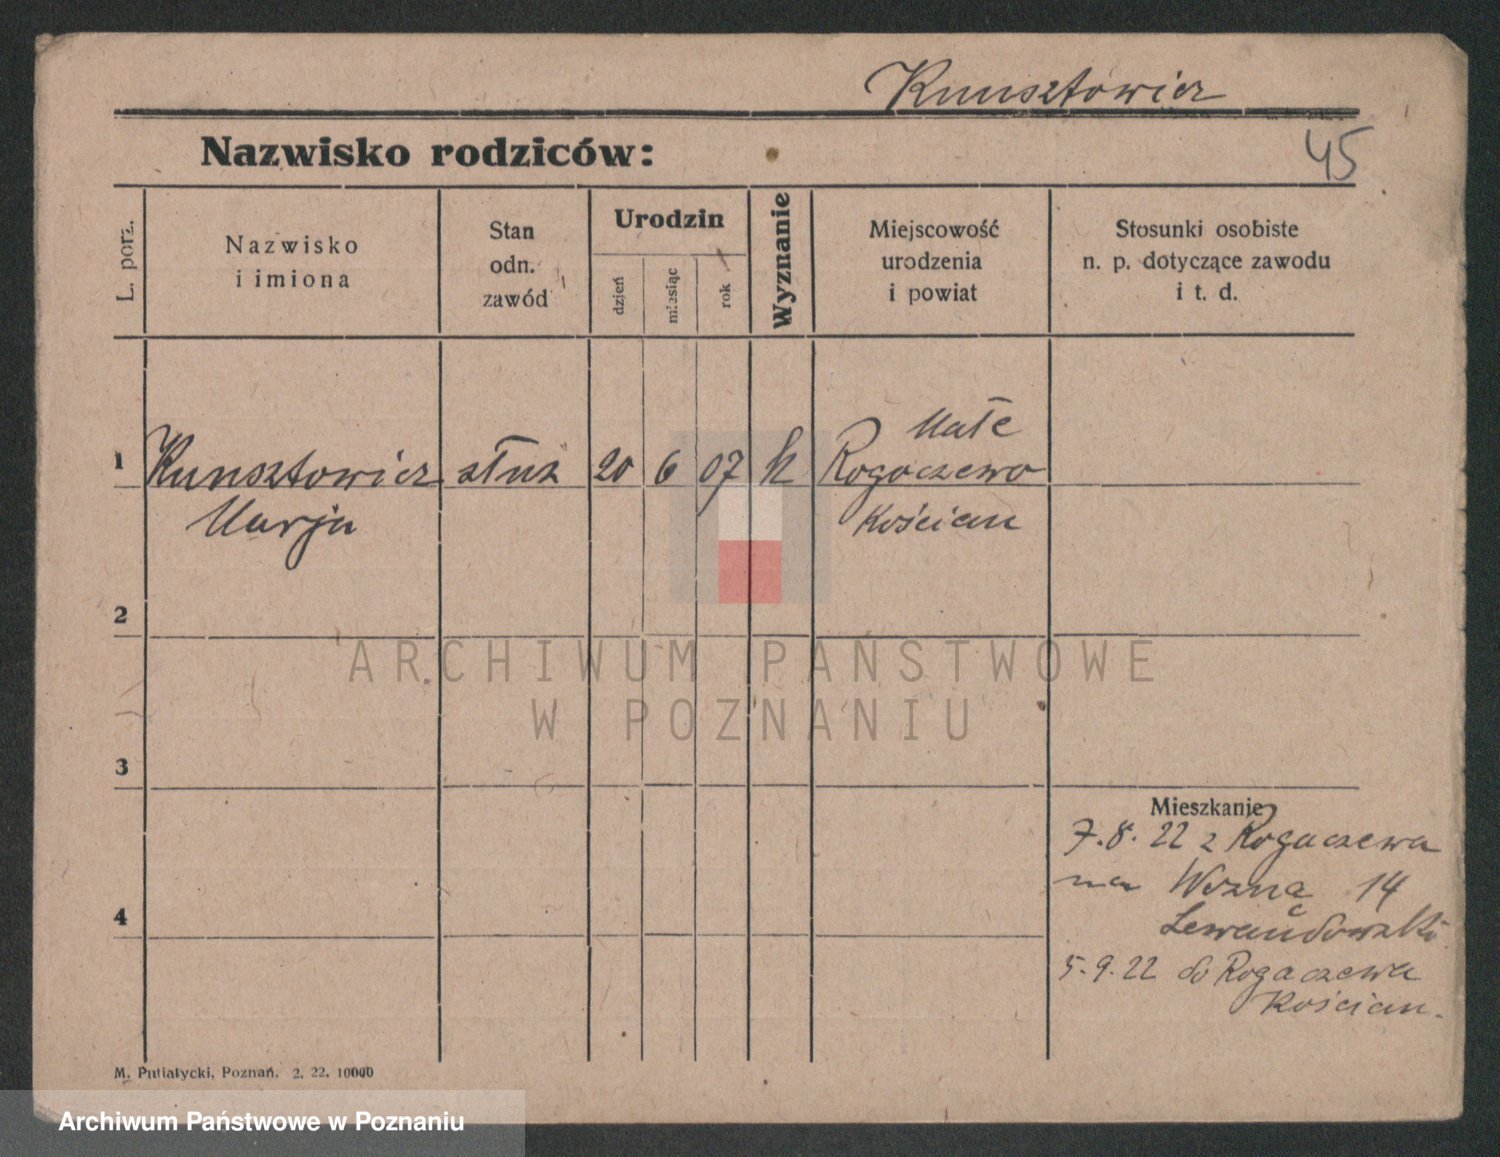 Kunsztowicz
Nazwisko rodziców:
45
L. porz.
Nazwisko
i imiona
Stan
odn.
zawód
Urodzin
dzień
miesiąc
rok
Wyznanie
Miejscowość
urodzenia
i powiat
Stosunki osobiste
n. p. dotyczące zawodu
i t. d.
Małe
1 Kunsztowicz służ 20 6 07 k Rogaczewo
Marja Kościan
2
ARCHIWUM PAŃSTWOWE
W POZNANIU
3
Mieszkanie
7.8.22 z Rogaczewa
na Wozna 14
4
Lewandowski
5.9.22 do Rogaczewa
Kościan.
M. Putiatycki, Poznań. 2. 22. 10000
Archiwum Państwowe w Poznaniu